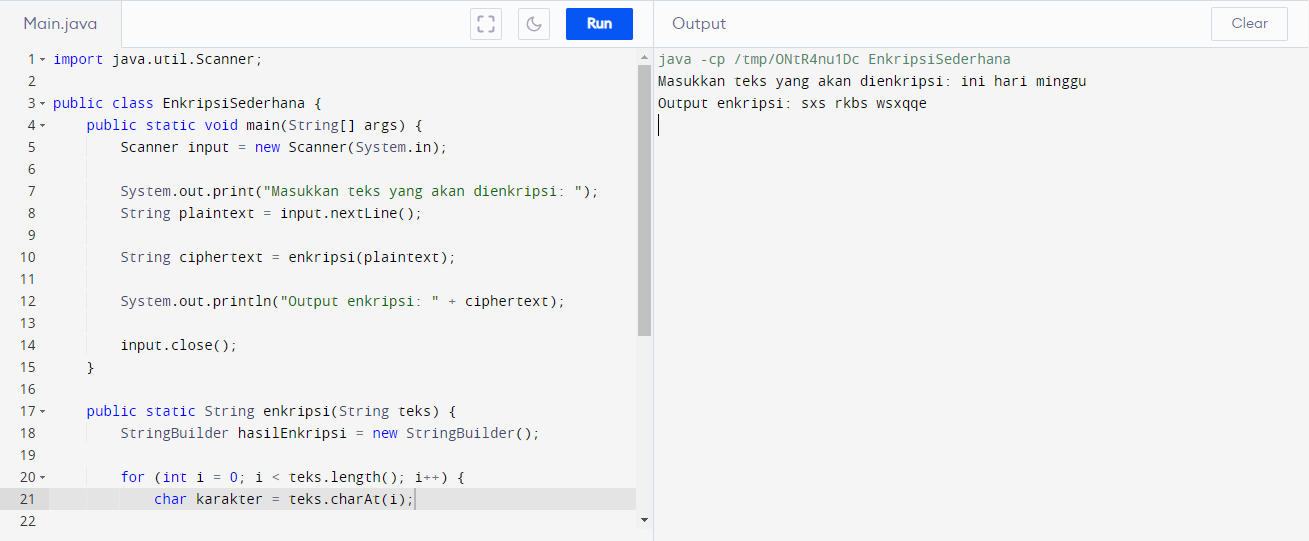 Main.java
Run
Output
Clear
1 import java.util.Scanner;
2
3 public class EnkripsiSederhana {
4 public static void main(String[] args) {
5 Scanner input = new Scanner(System.in);
6
7 System.out.print("Masukkan teks yang akan dienkripsi: ");
8 String plaintext = input.nextLine();
9
10 String ciphertext = enkripsi(plaintext);
11
12 System.out.println("Output enkripsi: " + ciphertext);
13
14 input.close();
15 }
16
17 public static String enkripsi(String teks) {
18 StringBuilder hasilEnkripsi = new StringBuilder();
19
20 for (int i = 0; i < teks.length(); i++) {
21 char karakter = teks.charAt(i);
22
java -cp /tmp/ONtR4nu1Dc EnkripsiSederhana
Masukkan teks yang akan dienkripsi: ini hari minggu
Output enkripsi: sxs rkbs wsxqqe